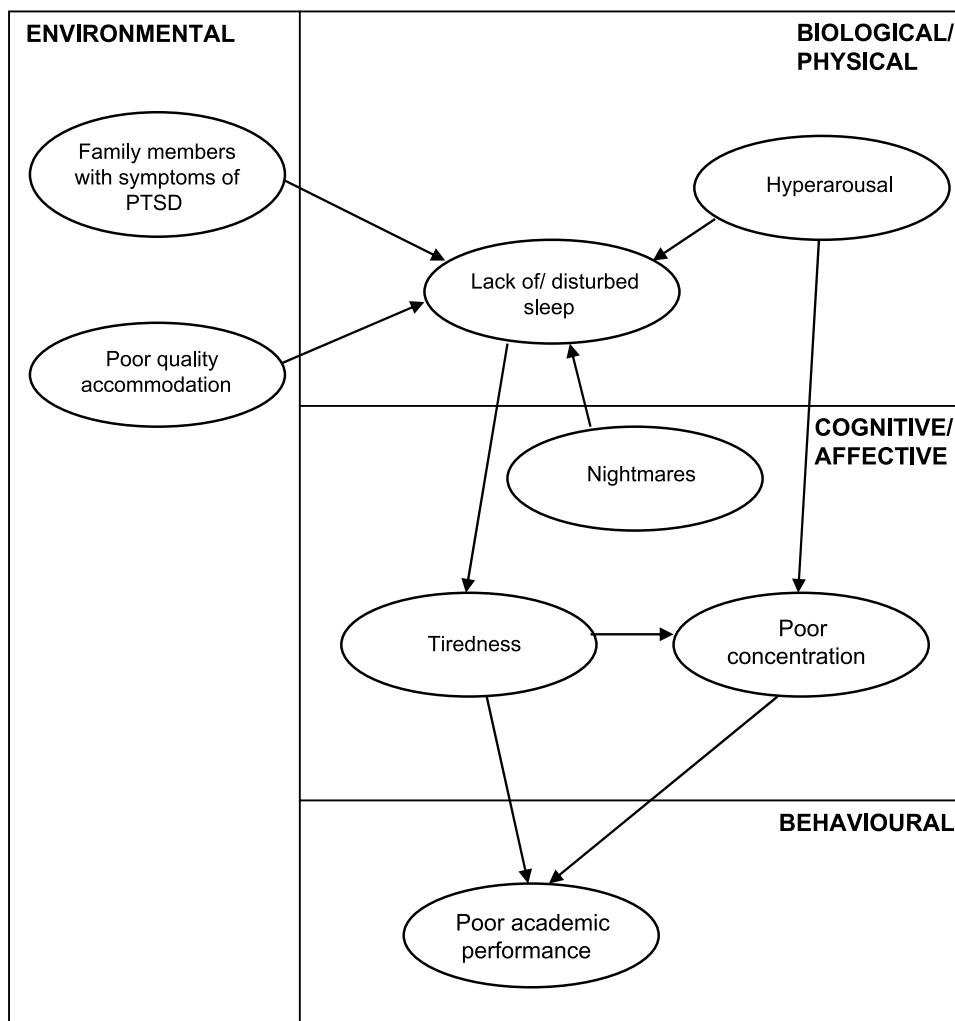 ENVIRONMENTAL
BIOLOGICAL/
PHYSICAL
Family members
with symptoms of
PTSD
Hyperarousal
Lack of/ disturbed
sleep
Poor quality
accommodation
COGNITIVE/
AFFECTIVE
Nightmares
Tiredness
Poor
concentration
BEHAVIOURAL
Poor academic
performance